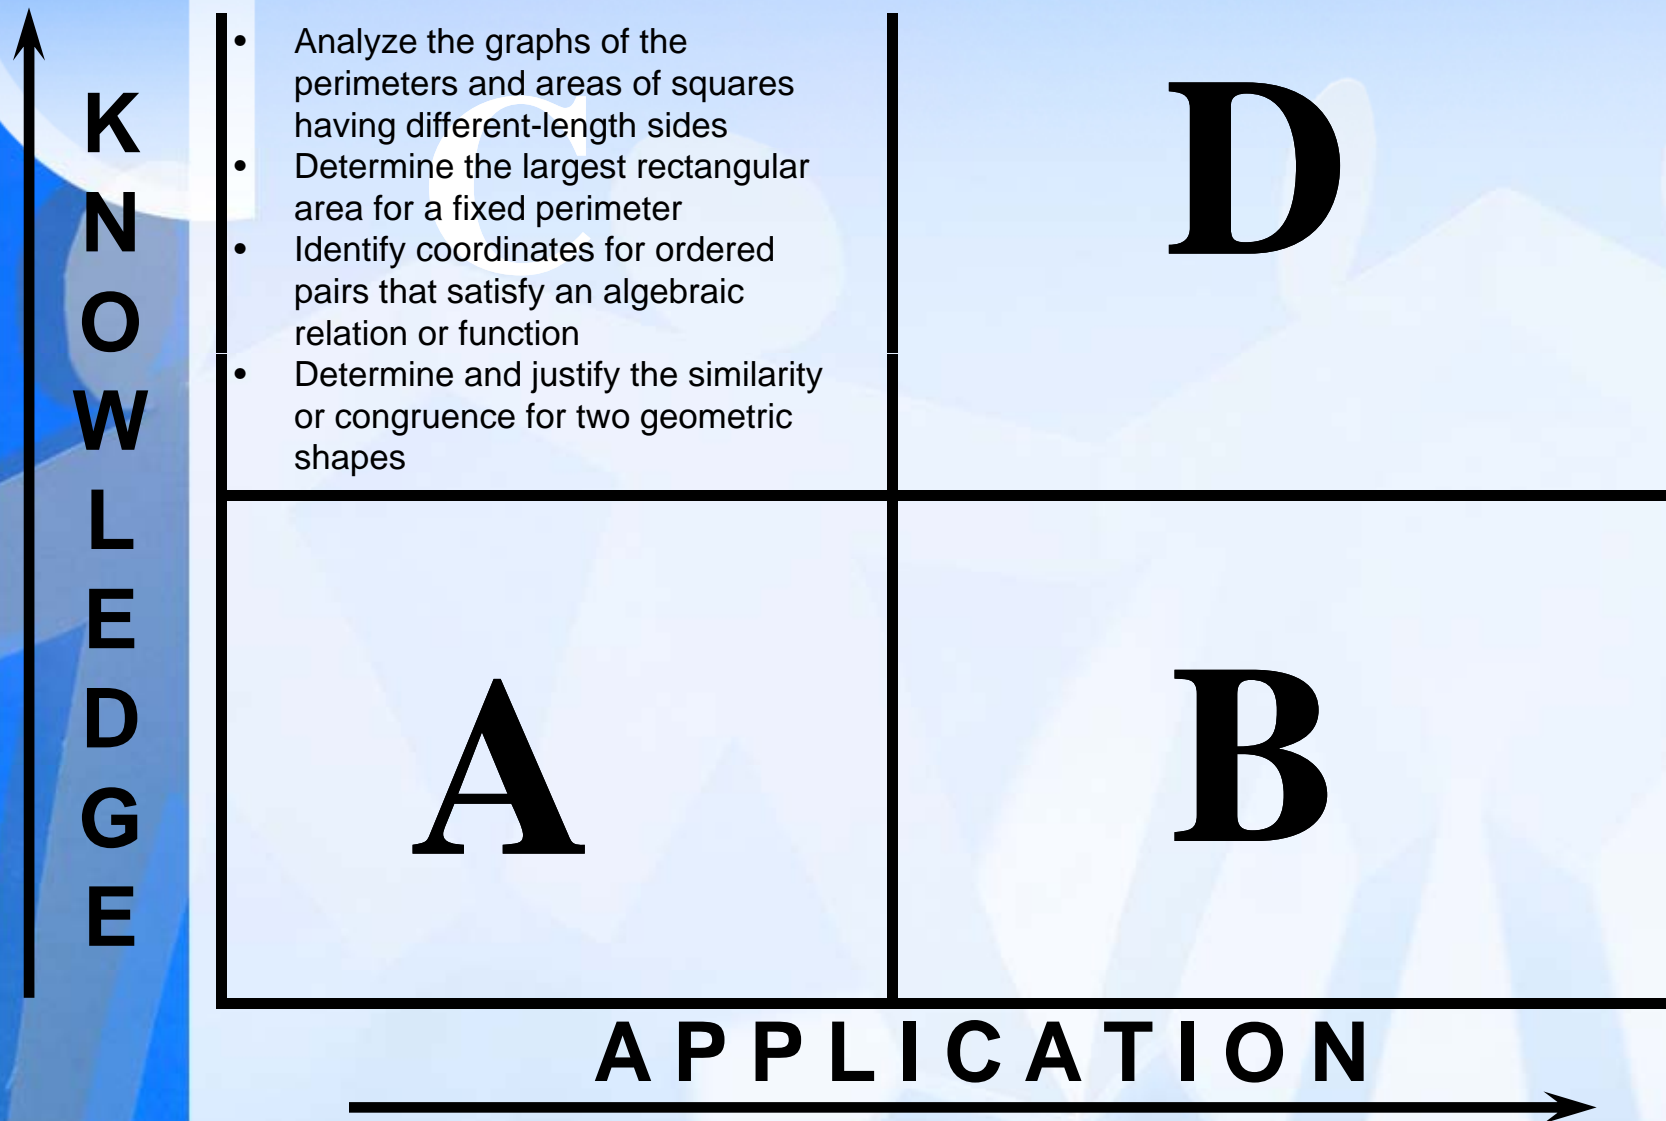 KNOWLEDGE
C
• Analyze the graphs of the
perimeters and areas of squares
having different-length sides
• Determine the largest rectangular
area for a fixed perimeter
• Identify coordinates for ordered
pairs that satisfy an algebraic
relation or function
• Determine and justify the similarity
or congruence for two geometric
shapes
D
A
B
APPLICATION